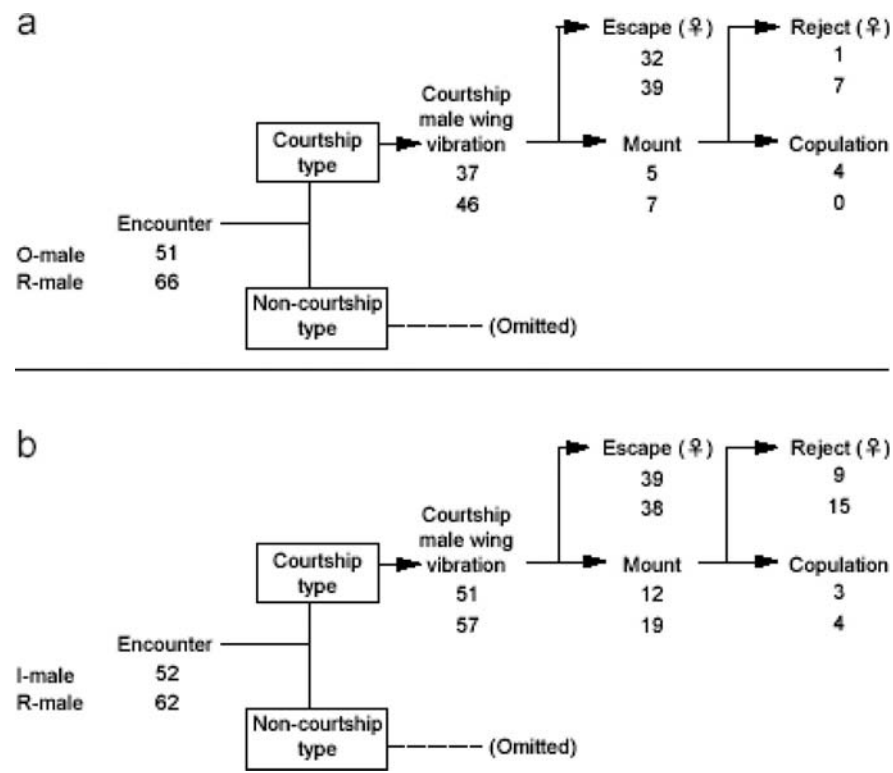 a
Escape (♀)
32
39
Reject (♀)
1
7
Courtship
male wing
vibration
37
46
Courtship
type
Mount
5
7
Copulation
4
0
Encounter
O-male 51
R-male 66
Non-courtship
type
(Omitted)
b
Escape (♀)
39
38
Reject (♀)
9
15
Courtship
male wing
vibration
51
57
Courtship
type
Mount
12
19
Copulation
3
4
Encounter
I-male 52
R-male 62
Non-courtship
type
(Omitted)